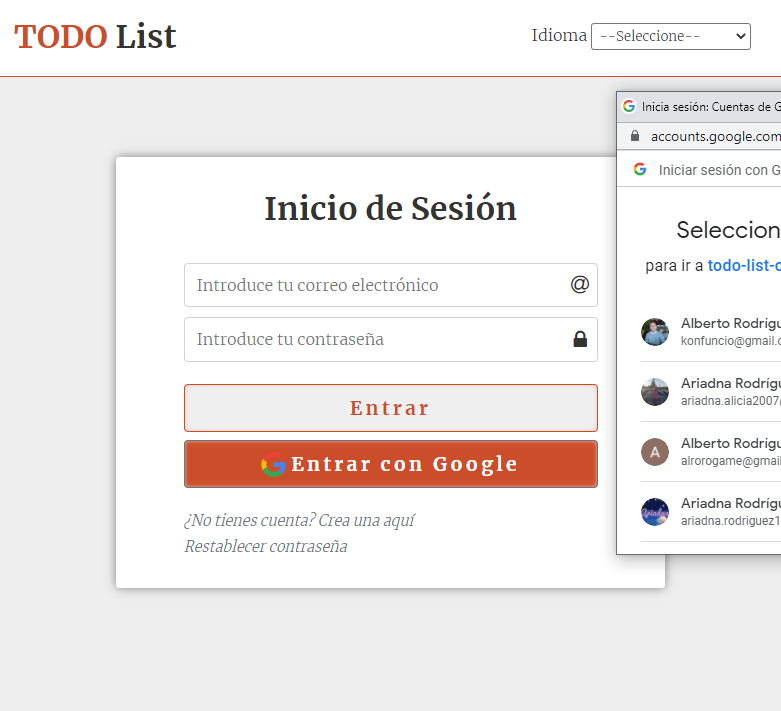 TODO List
Idioma --Seleccione--
Inicio de Sesión
Introduce tu correo electrónico @
Introduce tu contraseña
Entrar
Entrar con Google
¿No tienes cuenta? Crea una aquí
Restablecer contraseña
Inicia sesión: Cuentas de G
accounts.google.com
Iniciar sesión con G
Seleccion
para ir a todo-list-c
Alberto Rodrígu
konfuncio@gmail.c
Ariadna Rodrígu
ariadna.alicia2007
A
Alberto Rodrígu
alrorogame@gmai
Ariadna Rodrígu
ariadna.rodriguez1